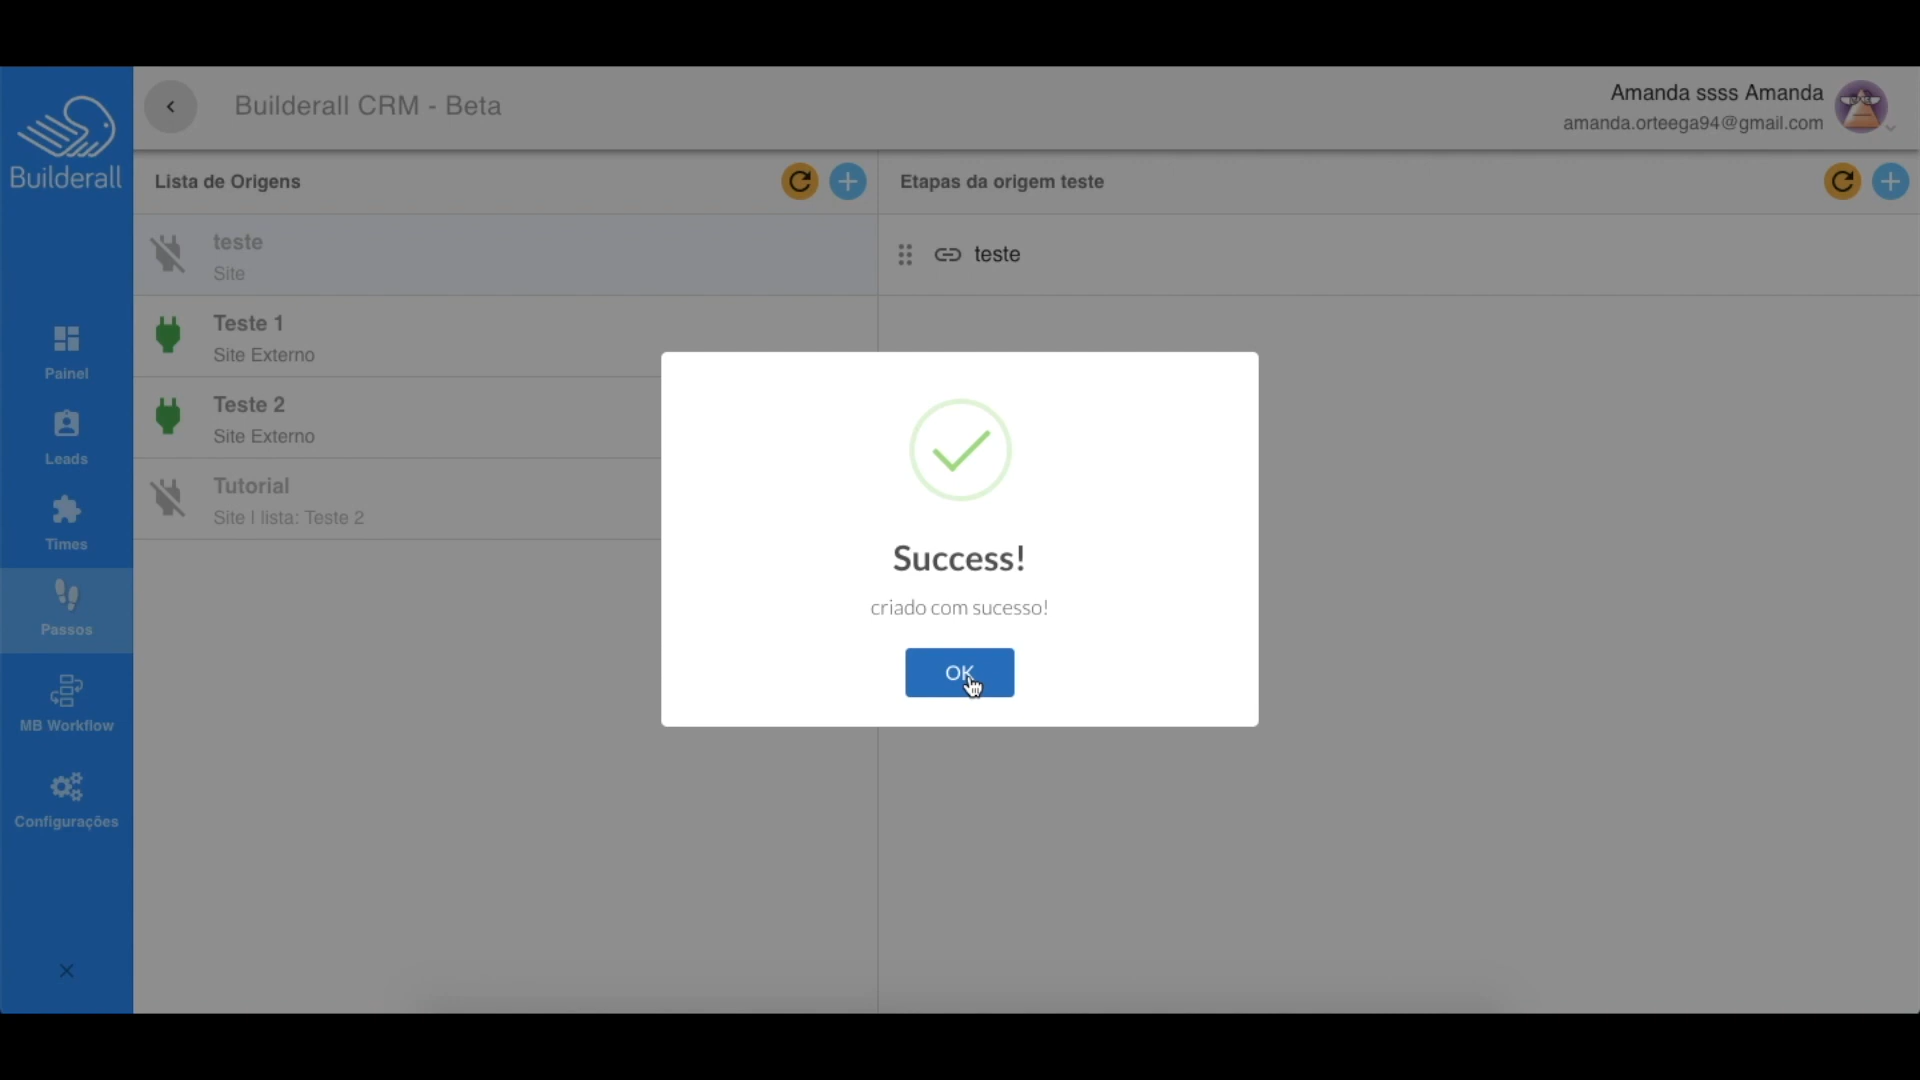 Builderall
Builderall CRM - Beta
Amanda ssss Amanda
amanda.orteega94@gmail.com
Lista de Origens
Etapas da origem teste
teste
Site
teste
Teste 1
Site Externo
Teste 2
Site Externo
Tutorial
Site | lista: Teste 2
Painel
Leads
Times
Passos
MB Workflow
Configurações
Success!
criado com sucesso!
OK